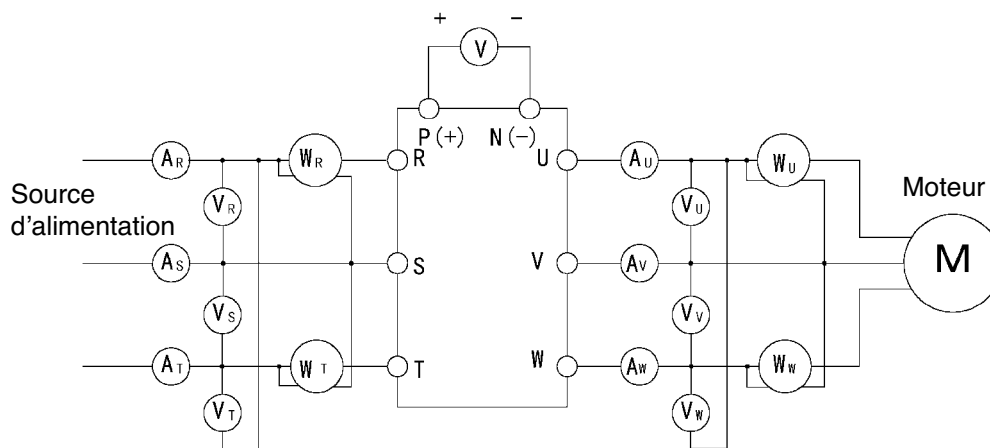 + −
V
P(+) N(−)
AR WR R U AU WU
Source
d'alimentation
VR VU
Moteur
AS S V AV M
VS VV
AT WT T W AW WW
VT VW